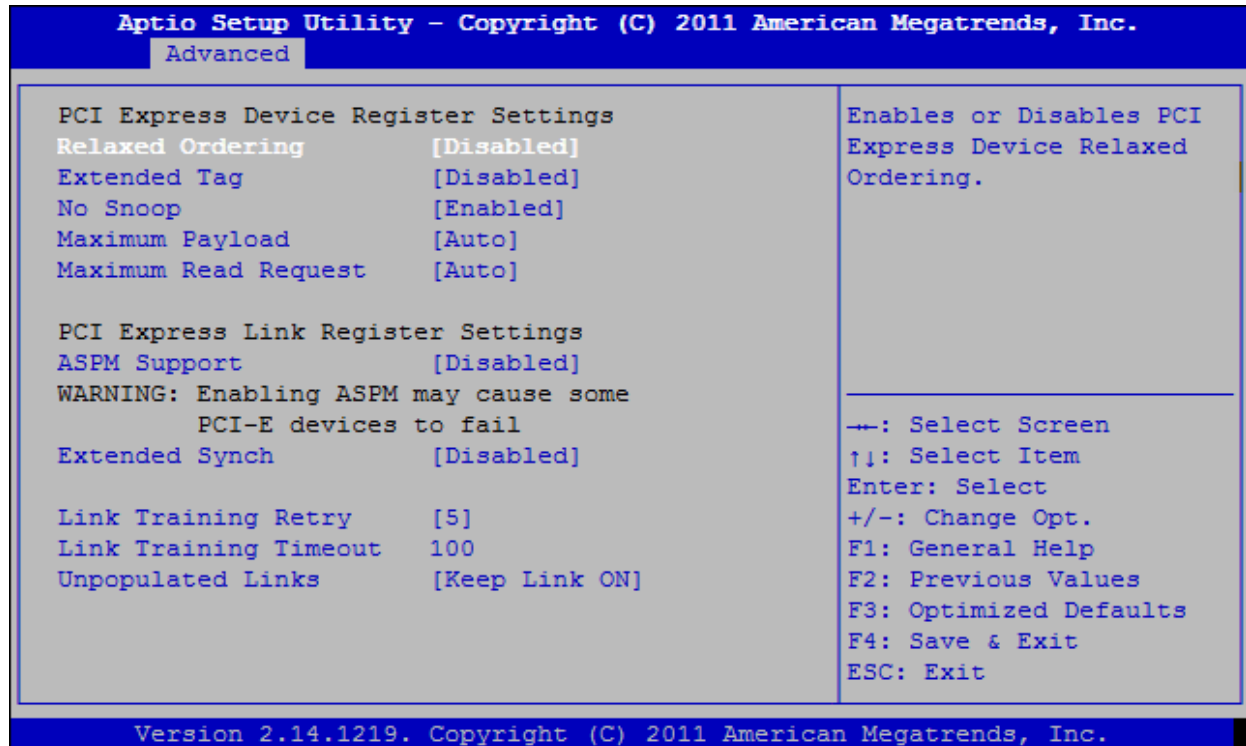 Aptio Setup Utility – Copyright (C) 2011 American Megatrends, Inc.
Advanced
PCI Express Device Register Settings
Relaxed Ordering [Disabled]
Extended Tag [Disabled]
No Snoop [Enabled]
Maximum Payload [Auto]
Maximum Read Request [Auto]
PCI Express Link Register Settings
ASPM Support [Disabled]
WARNING: Enabling ASPM may cause some
PCI-E devices to fail
Extended Synch [Disabled]
Link Training Retry [5]
Link Training Timeout 100
Unpopulated Links [Keep Link ON]
Enables or Disables PCI
Express Device Relaxed
Ordering.
→←: Select Screen
↑↓: Select Item
Enter: Select
+/-: Change Opt.
F1: General Help
F2: Previous Values
F3: Optimized Defaults
F4: Save & Exit
ESC: Exit
Version 2.14.1219. Copyright (C) 2011 American Megatrends, Inc.